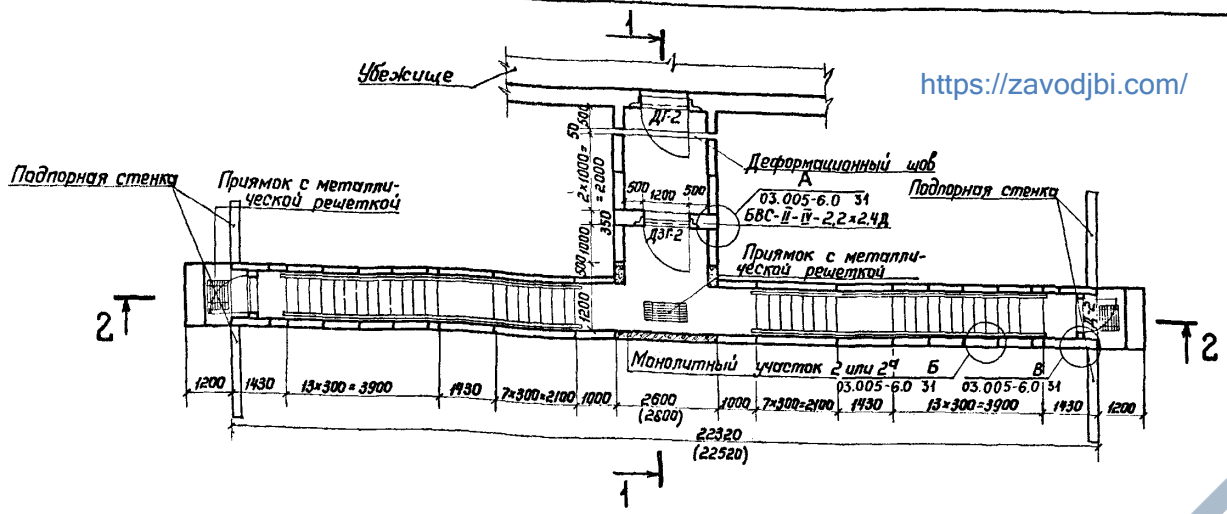 1
Убежище
https://zavodjbi.com/
ДГ-2
50
500
Деформационный шов
2×1000=
=2000
А
03.005-6.0 31
БВС-II-IV-2,2×2,4Д
500
1200
500
350
ДЗГ-2
1000
500
1200
Подпорная стенка
Приямок с металли-
ческой решеткой
Подпорная стенка
Приямок с металли-
ческой решеткой
2
2
Монолитный участок 2 или 2а
Б
03.005-6.0 31
В
03.005-6.0 31
1200
1430
13×300=3900
1430
7×300=2100
1000
2600
(2800)
1000
7×300=2100
1430
13×300=3900
1430
1200
22320
(22520)
1